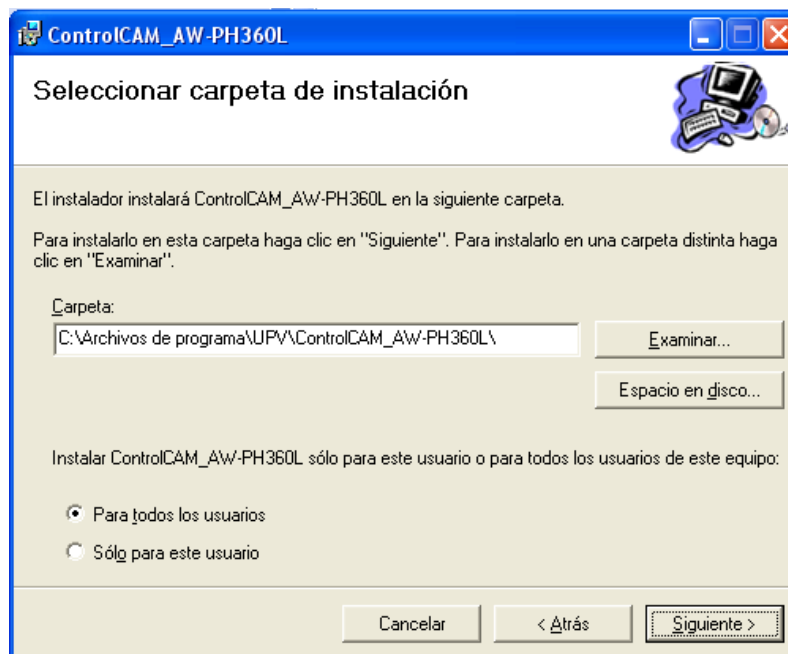 ControlCAM_AW-PH360L
Seleccionar carpeta de instalación
El instalador instalará ControlCAM_AW-PH360L en la siguiente carpeta.
Para instalarlo en esta carpeta haga clic en "Siguiente". Para instalarlo en una carpeta distinta haga
clic en "Examinar".
Carpeta:
C:\Archivos de programa\UPV\ControlCAM_AW-PH360L\
Examinar...
Espacio en disco...
Instalar ControlCAM_AW-PH360L sólo para este usuario o para todos los usuarios de este equipo:
Para todos los usuarios
Sólo para este usuario
Cancelar
< Atrás
Siguiente >